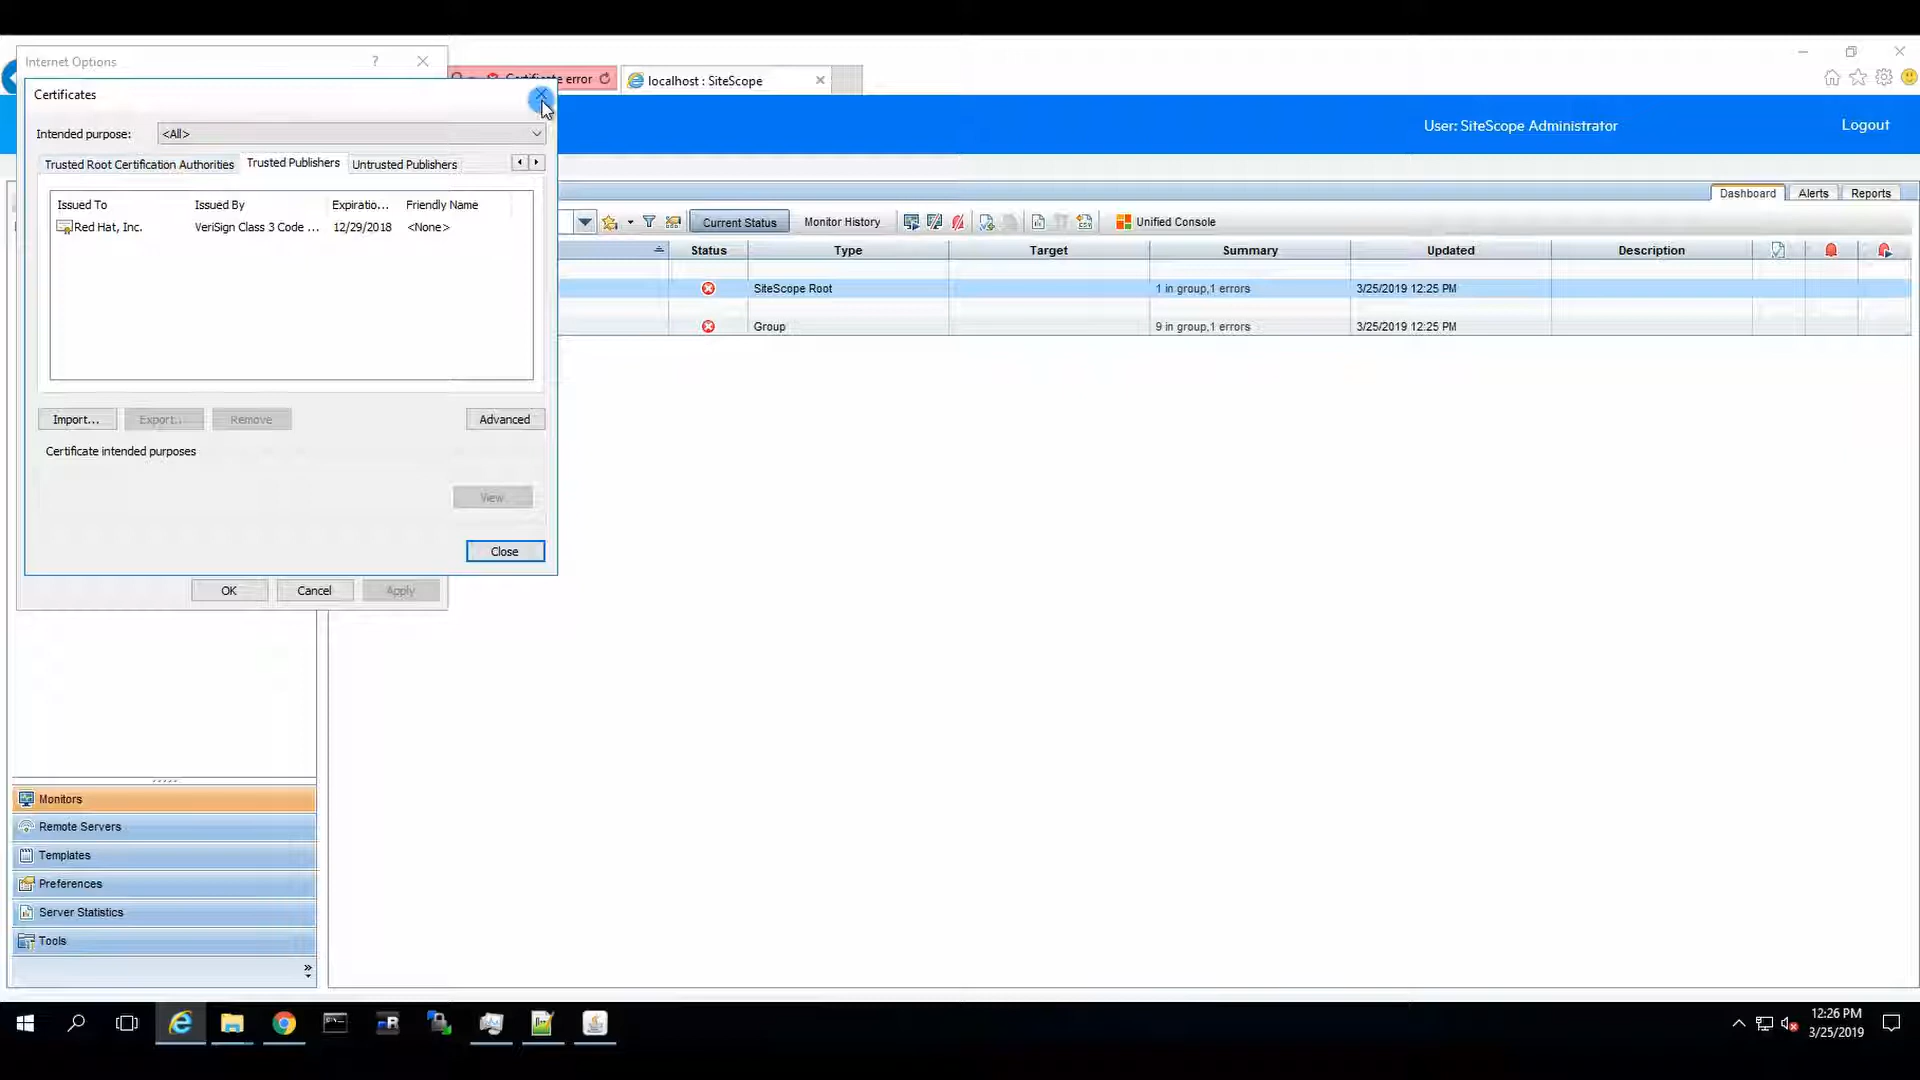 Internet Options ?
Certificate error
localhost : SiteScope
Certificates
Intended purpose: <All>
User: SiteScope Administrator Logout
Trusted Root Certification Authorities Trusted Publishers Untrusted Publishers
Dashboard Alerts Reports
Issued To Issued By Expiratio... Friendly Name
Red Hat, Inc. VeriSign Class 3 Code ... 12/29/2018 <None>
Current Status Monitor History Unified Console
Status Type Target Summary Updated Description
SiteScope Root 1 in group,1 errors 3/25/2019 12:25 PM
Group 9 in group,1 errors 3/25/2019 12:25 PM
Import... Export... Remove Advanced
Certificate intended purposes
View
Close
OK Cancel Apply
Monitors
Remote Servers
Templates
Preferences
Server Statistics
Tools
12:26 PM
3/25/2019